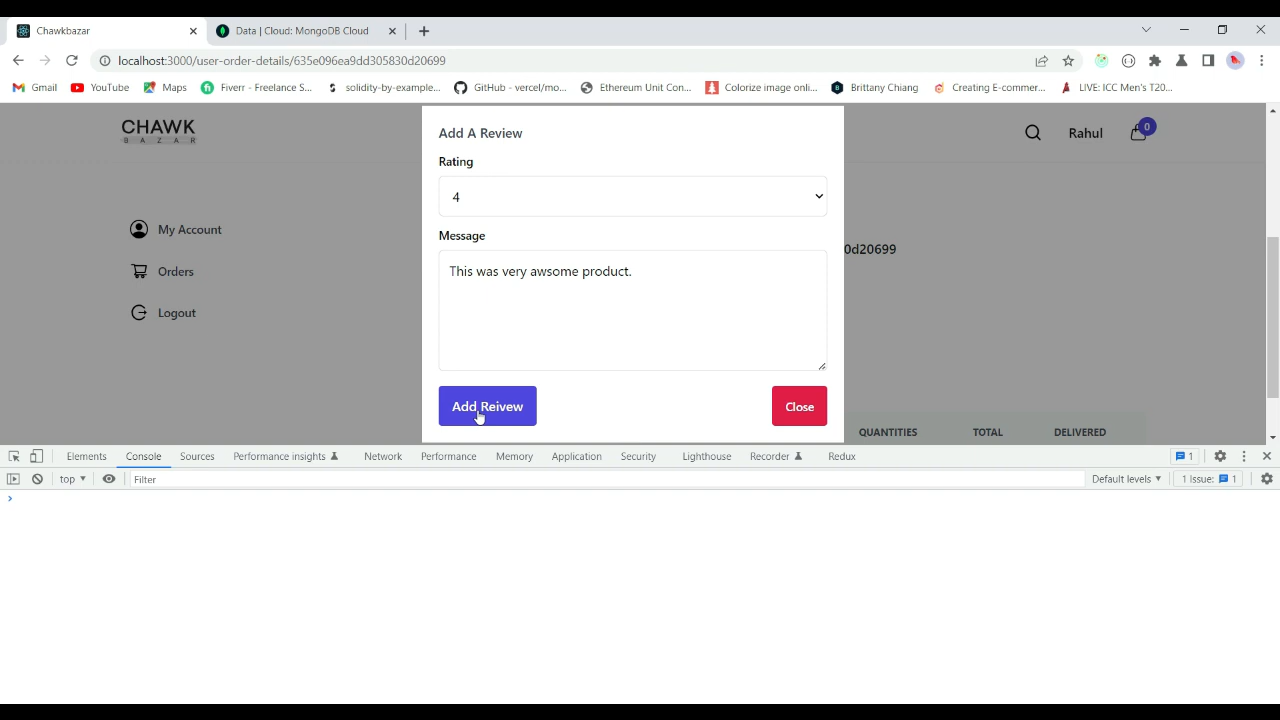 Chawkbazar
Data | Cloud: MongoDB Cloud
localhost:3000/user-order-details/635e096ea9dd305830d20699
Gmail YouTube Maps Fiverr - Freelance S... solidity-by-example... GitHub - vercel/mo... Ethereum Unit Con... Colorize image onli... Brittany Chiang Creating E-commer... LIVE: ICC Men's T20...
CHAWK
BAZAR
Rahul 0
My Account
Orders
Logout
Add A Review
Rating
4
Message
This was very awsome product.
Add Reivew Close
0d20699
QUANTITIES TOTAL DELIVERED
Elements Console Sources Performance insights Network Performance Memory Application Security Lighthouse Recorder Redux 1
top Filter Default levels 1 Issue: 1